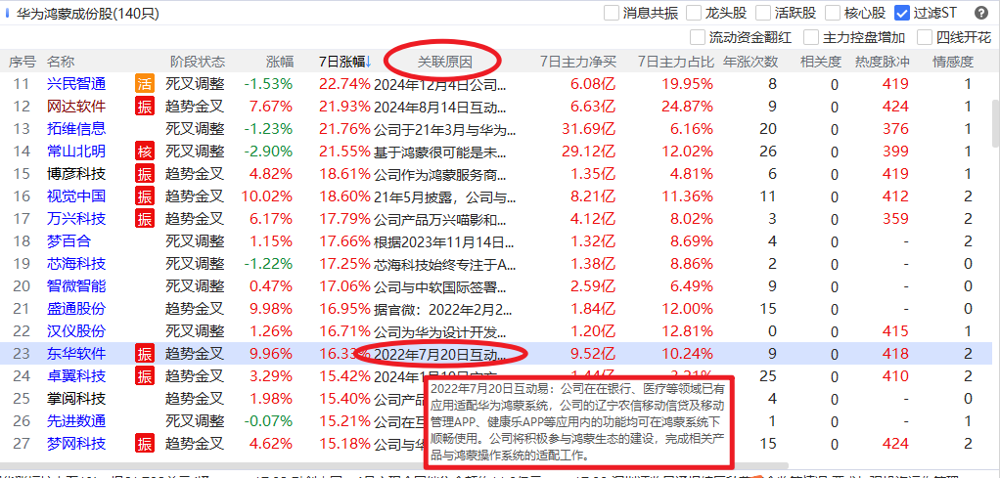 华为鸿蒙成份股(140只) 消息共振 龙头股 活跃股 核心股 过滤ST
流动资金翻红 主力控盘增加 四线开花
序号 名称 阶段状态 涨幅 7日涨幅↓ 关联原因 7日主力净买 7日主力占比 年涨次数 相关度 热度脉冲 情感度
11 兴民智通 活 死叉调整 -1.53% 22.74% 2024年12月4日公司... 6.08亿 19.95% 8 0 419 1
12 网达软件 振 趋势金叉 7.67% 21.93% 2024年8月14日互动... 6.63亿 24.87% 9 0 424 1
13 拓维信息 死叉调整 -1.23% 21.76% 公司于21年3月与华为... 31.69亿 6.16% 20 0 376 1
14 常山北明 核 死叉调整 -2.90% 21.55% 基于鸿蒙很可能是未... 29.12亿 12.02% 26 0 399 1
15 博彦科技 振 趋势金叉 4.82% 18.61% 公司作为鸿蒙服务商... 1.35亿 4.81% 6 0 419 1
16 视觉中国 振 趋势金叉 10.02% 18.60% 21年5月披露，公司与... 8.21亿 11.36% 11 0 412 2
17 万兴科技 振 趋势金叉 6.17% 17.79% 公司产品万兴喵影和... 4.12亿 8.02% 3 0 359 2
18 梦百合 死叉调整 1.15% 17.66% 根据2023年11月14日... 1.32亿 8.69% 4 0 - 2
19 芯海科技 死叉调整 -1.22% 17.25% 芯海科技始终专注于A... 1.38亿 8.86% 2 0 - 0
20 智微智能 死叉调整 0.47% 17.06% 公司与中软国际签署... 2.59亿 6.49% 9 0 - 0
21 盛通股份 趋势金叉 9.98% 16.95% 据官微：2022年2月2... 1.84亿 12.00% 15 0 - 0
22 汉仪股份 死叉调整 1.26% 16.71% 公司为华为设计开发... 1.20亿 12.81% 0 0 415 1
23 东华软件 振 趋势金叉 9.96% 16.33% 2022年7月20日互动... 9.52亿 10.24% 9 0 418 2
24 卓翼科技 振 趋势金叉 3.29% 15.42% 25 0 410 2
25 掌阅科技 死叉调整 1.98% 15.40% 公司产品 4 0 - 0
26 先进数通 死叉调整 -0.07% 15.21% 公司在互 1 0 - 0
27 梦网科技 振 趋势金叉 4.62% 15.18% 公司与华 15 0 424 2
2022年7月20日互动易：公司在在银行、医疗等领域已有
应用适配华为鸿蒙系统，公司的辽宁农信移动信贷及移动
管理APP、健康乐APP等应用内的功能均可在鸿蒙系统下
顺畅使用。公司将积极参与鸿蒙生态的建设，完成相关产
品与鸿蒙操作系统的适配工作。